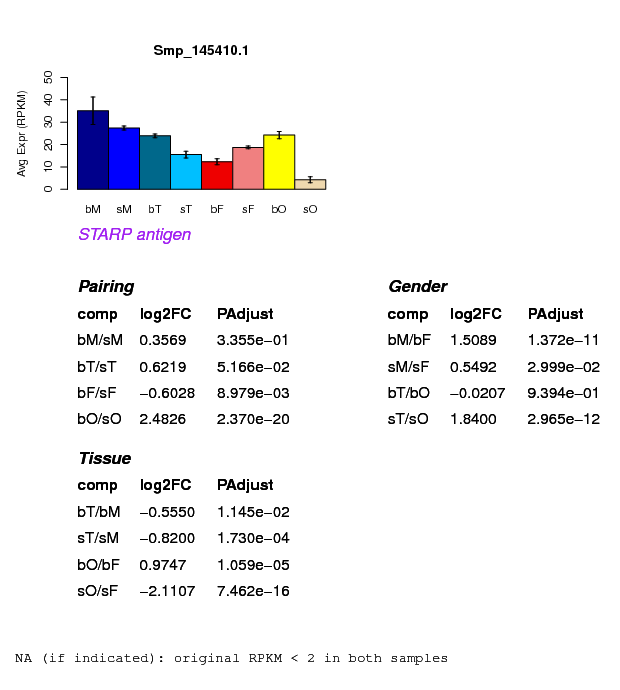 Smp_145410.1
Avg Expr (RPKM)
50
40
30
20
10
0
bM sM bT sT bF sF bO sO
STARP antigen
Pairing
comp log2FC PAdjust
bM/sM 0.3569 3.355e−01
bT/sT 0.6219 5.166e−02
bF/sF −0.6028 8.979e−03
bO/sO 2.4826 2.370e−20
Gender
comp log2FC PAdjust
bM/bF 1.5089 1.372e−11
sM/sF 0.5492 2.999e−02
bT/bO −0.0207 9.394e−01
sT/sO 1.8400 2.965e−12
Tissue
comp log2FC PAdjust
bT/bM −0.5550 1.145e−02
sT/sM −0.8200 1.730e−04
bO/bF 0.9747 1.059e−05
sO/sF −2.1107 7.462e−16
NA (if indicated): original RPKM < 2 in both samples